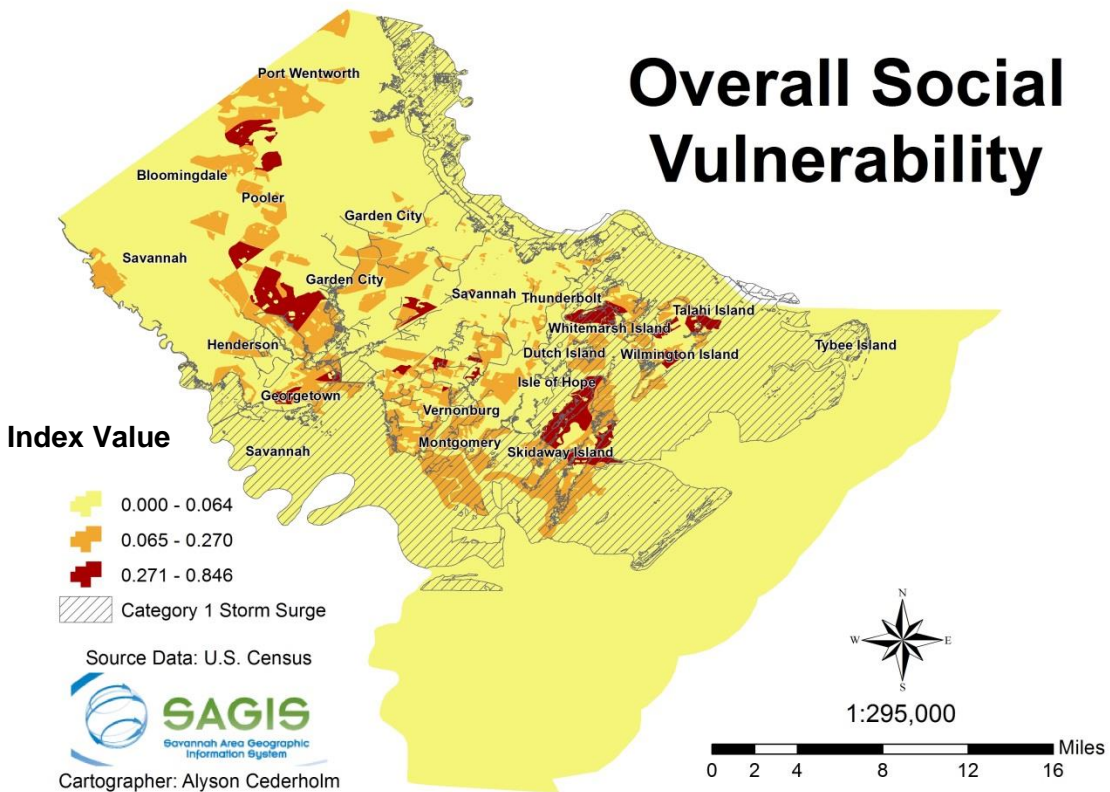 Overall Social
Vulnerability
Port Wentworth
Bloomingdale
Pooler
Garden City
Savannah
Garden City
Savannah
Thunderbolt
Talahi Island
Whitemarsh Island
Henderson
Dutch Island
Wilmington Island
Tybee Island
Isle of Hope
Georgetown
Vernonburg
Montgomery
Savannah
Skidaway Island
Index Value
0.000 - 0.064
0.065 - 0.270
0.271 - 0.846
Category 1 Storm Surge
Source Data: U.S. Census
SAGIS
Savannah Area Geographic
Information System
Cartographer: Alyson Cederholm
N
W
E
S
1:295,000
Miles
0 2 4 8 12 16